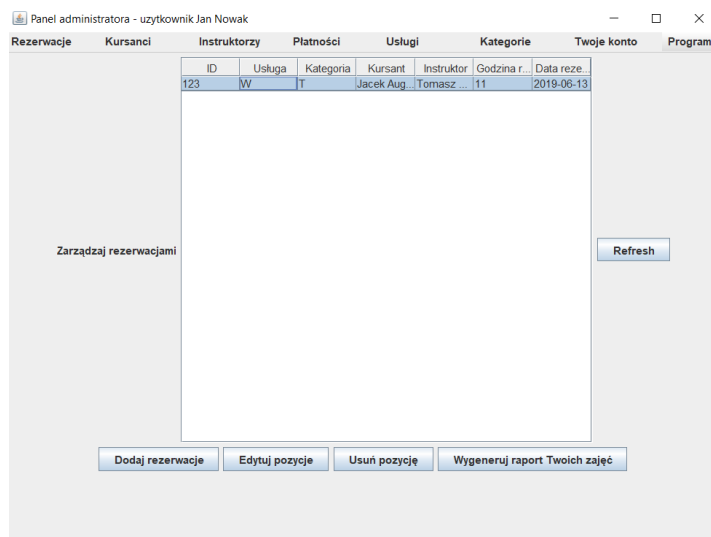 Panel administratora - uzytkownik Jan Nowak
Rezerwacje Kursanci Instruktorzy Płatności Usługi Kategorie Twoje konto Program
ID Usługa Kategoria Kursant Instruktor Godzina r... Data reze...
123 W T Jacek Aug... Tomasz ... 11 2019-06-13
Zarządzaj rezerwacjami
Refresh
Dodaj rezerwacje Edytuj pozycje Usuń pozycję Wygeneruj raport Twoich zajęć